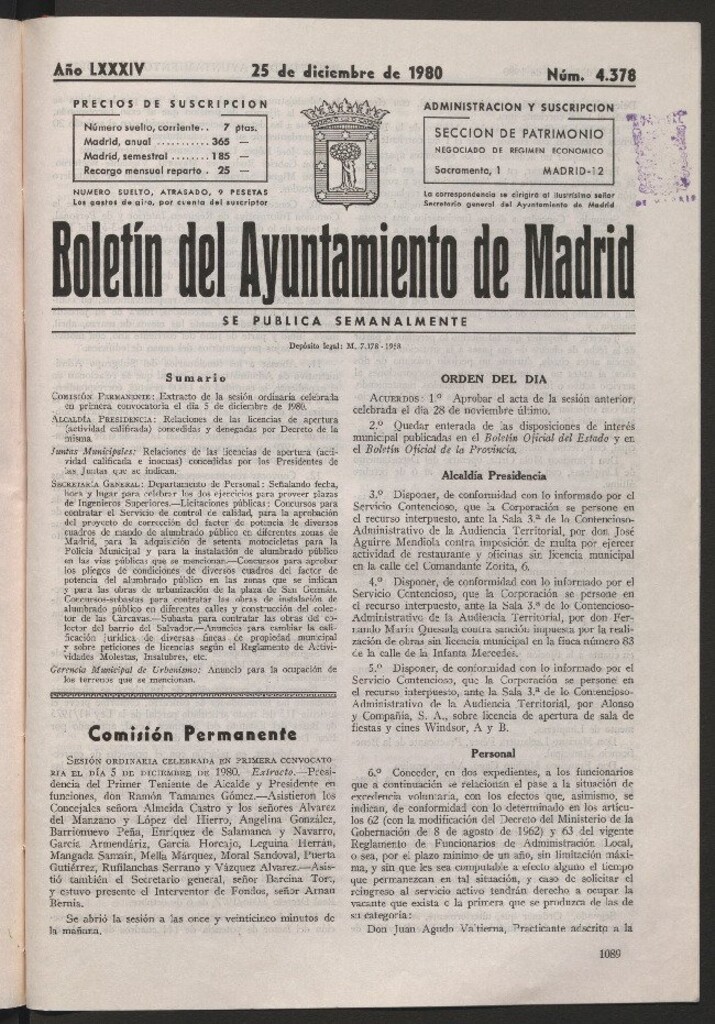 Año LXXXIV 25 de diciembre de 1980 Núm. 4.378
PRECIOS DE SUSCRIPCION
Número suelto, corriente.. 7 ptas.
Madrid, anual ........... 365 —
Madrid, semestral ........ 185 —
Recargo mensual reparto . 25 —
NUMERO SUELTO, ATRASADO, 9 PESETAS
Los gastos de giro, por cuenta del suscriptor
ADMINISTRACION Y SUSCRIPCION
SECCION DE PATRIMONIO
NEGOCIADO DE REGIMEN ECONOMICO
Sacramento, 1 MADRID-12
La correspondencia se dirigirá al ilustrísimo señor
Secretario general del Ayuntamiento de Madrid
Boletín del Ayuntamiento de Madrid
SE PUBLICA SEMANALMENTE
Depósito legal: M. 7.178 - 1958
Sumario
COMISIÓN PERMANENTE: Extracto de la sesión ordinaria celebrada
en primera convocatoria el día 5 de diciembre de 1980.
ALCALDÍA PRESIDENCIA: Relaciones de las licencias de apertura
(actividad calificada) concedidas y denegadas por Decreto de la
misma.
Juntas Municipales: Relaciones de las licencias de apertura (acti-
vidad calificada e inocuas) concedidas por los Presidentes de
las Juntas que se indican.
SECRETARÍA GENERAL: Departamento de Personal: Señalando fecha,
hora y lugar para celebrar los dos ejercicios para proveer plazas
de Ingenieros Superiores.—Licitaciones públicas: Concursos para
contratar el Servicio de control de calidad, para la aprobación
del proyecto de corrección del factor de potencia de diversos
cuadros de mando de alumbrado público en diferentes zonas de
Madrid, para la adquisición de setenta motocicletas para la
Policía Municipal y para la instalación de alumbrado público
en las vías públicas que se mencionan.—Concursos para aprobar
los pliegos de condiciones de diversos cuadros del factor de
potencia del alumbrado público en las zonas que se indican
y para las obras de urbanización de la plaza de San Germán.
Concursos-subastas para contratar las obras de instalación de
alumbrado público en diferentes calles y construcción del colec-
tor de las Cárcavas.—Subasta para contratar las obras del co-
lector del barrio del Salvador.—Anuncios para cambiar la cali-
ficación jurídica de diversas fincas de propiedad municipal
y sobre peticiones de licencias según el Reglamento de Activi-
vidades Molestas, Insalubres, etc.
Gerencia Municipal de Urbanismo: Anuncio para la ocupación de
los terrenos que se mencionan.
Comisión Permanente
SESIÓN ORDINARIA CELEBRADA EN PRIMERA CONVOCATO-
RIA EL DÍA 5 DE DICIEMBRE DE 1980. Extracto.—Presi-
dencia del Primer Teniente de Alcalde y Presidente en
funciones, don Ramón Tamames Gómez.—Asistieron los
Concejales señora Almeida Castro y los señores Alvarez
del Manzano y López del Hierro, Angelina González,
Barrionuevo Peña, Enríquez de Salamanca y Navarro,
García Armendáriz, García Horcajo, Leguina Herrán,
Mangada Samain, Mella Márquez, Moral Sandoval, Puerta
Gutiérrez, Rufilanchas Serrano y Vázquez Alvarez.—Asis-
tió también el Secretario general, señor Barcina Tort,
y estuvo presente el Interventor de Fondos, señor Arnau
Bernia.
Se abrió la sesión a las once y veinticinco minutos de
la mañana.
ORDEN DEL DIA
ACUERDOS: 1.º Aprobar el acta de la sesión anterior,
celebrada el día 28 de noviembre último.
2.º Quedar enterada de las disposiciones de interés
municipal publicadas en el Boletín Oficial del Estado y en
el Boletín Oficial de la Provincia.
Alcaldía Presidencia
3.º Disponer, de conformidad con lo informado por el
Servicio Contencioso, que la Corporación se persone en
el recurso interpuesto, ante la Sala 3.ª de lo Contencioso-
Administrativo de la Audiencia Territorial, por don José
Aguirre Mendiola contra imposición de multa por ejercer
actividad de restaurante y oficinas sin licencia municipal
en la calle del Comandante Zorita, 6.
4.º Disponer, de conformidad con lo informado por el
Servicio Contencioso, que la Corporación se persone en
el recurso interpuesto, ante la Sala 3.ª de lo Contencioso-
Administrativo de la Audiencia Territorial, por don Fer-
nando María Quesada contra sanción impuesta por la reali-
zación de obras sin licencia municipal en la finca número 83
de la calle de la Infanta Mercedes.
5.º Disponer, de conformidad con lo informado por el
Servicio Contencioso, que la Corporación se persone en
el recurso interpuesto, ante la Sala 3.ª de lo Contencioso-
Administrativo de la Audiencia Territorial, por Alonso
y Compañía, S. A., sobre licencia de apertura de sala de
fiestas y cines Windsor, A y B.
Personal
6.º Conceder, en dos expedientes, a los funcionarios
que a continuación se relacionan el pase a la situación de
excedencia voluntaria, con los efectos que, asimismo, se
indican, de conformidad con lo determinado en los artícu-
los 62 (con la modificación del Decreto del Ministerio de la
Gobernación de 8 de agosto de 1962) y 63 del vigente
Reglamento de Funcionarios de Administración Local,
o sea, por el plazo mínimo de un año, sin limitación máxi-
ma, y sin que les sea computable a efecto alguno el tiempo
que permanezcan en tal situación, y caso de solicitar el
reingreso al servicio activo tendrán derecho a ocupar la
vacante que exista o la primera que se produzca de las de
su categoría:
Don Juan Agudo Valtierna, Practicante adscrito a la
1089